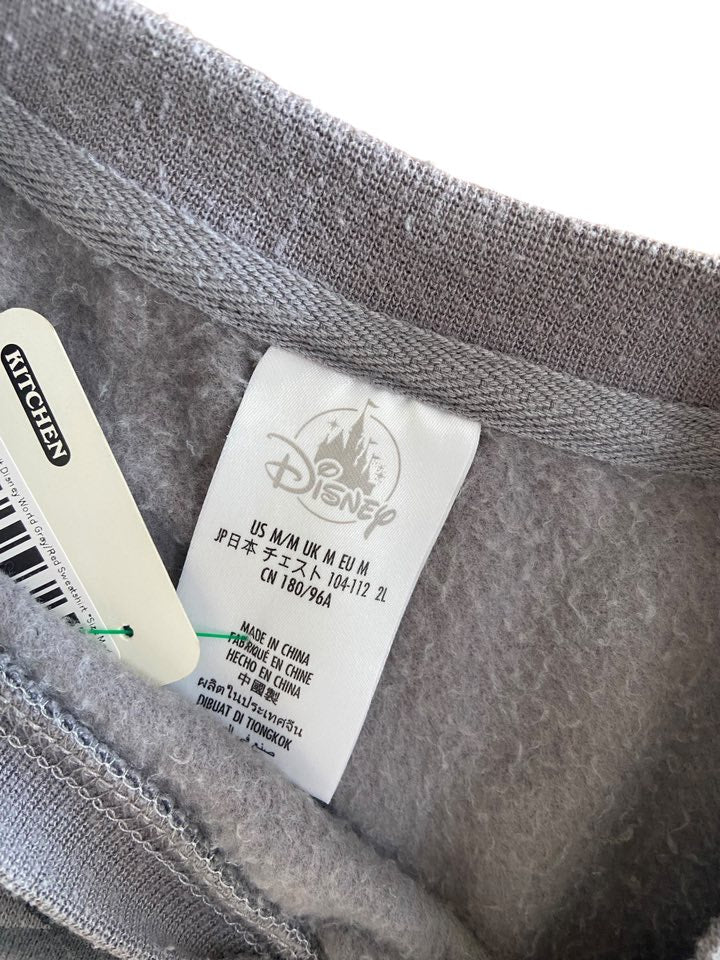 KITCHEN
Disney World Gray/Red Sweatshirt
DISNEY
US M/M UK M EU M
JP日本 チェスト 104-112 2L
CN 180/96A
MADE IN CHINA
FABRIQUÉ EN CHINE
HECHO EN CHINA
中國製
ผลิตในประเทศจีน
DIBUAT DI TIONGKOK